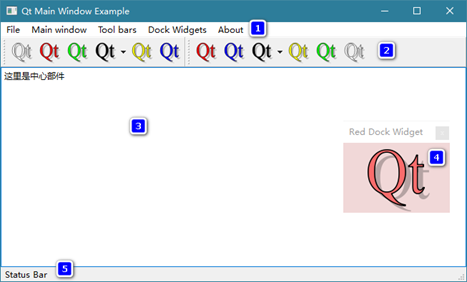 Qt Main Window Example
File Main window Tool bars Dock Widgets About 1
Qt Qt Qt Qt Qt Qt Qt Qt Qt Qt Qt Qt 2
这里是中心部件
3
Red Dock Widget
Qt 4
Status Bar 5